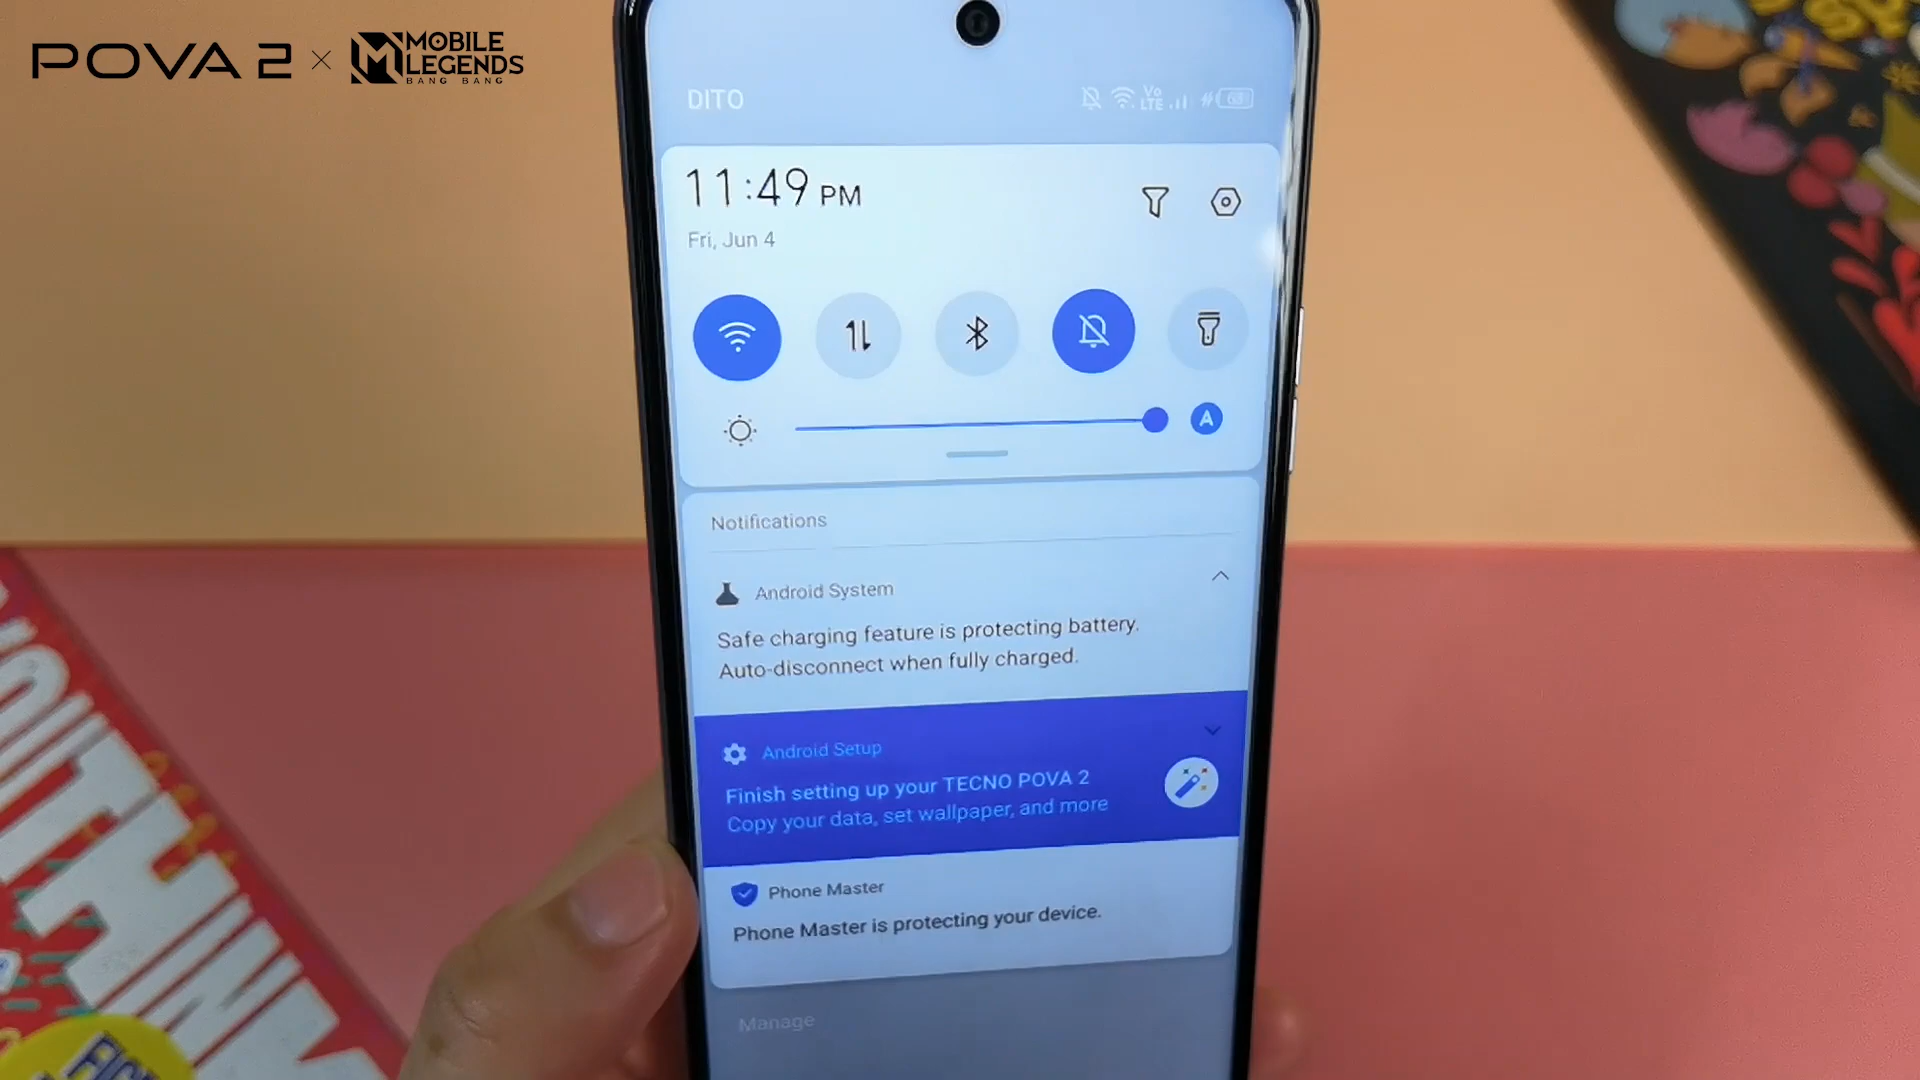 POVA 2 × MOBILE LEGENDS
BANG BANG
DITO
Vo LTE
11:49 PM
Fri, Jun 4
A
Notifications
Android System
Safe charging feature is protecting battery.
Auto-disconnect when fully charged.
Android Setup
Finish setting up your TECNO POVA 2
Copy your data, set wallpaper, and more
Phone Master
Phone Master is protecting your device.
Manage